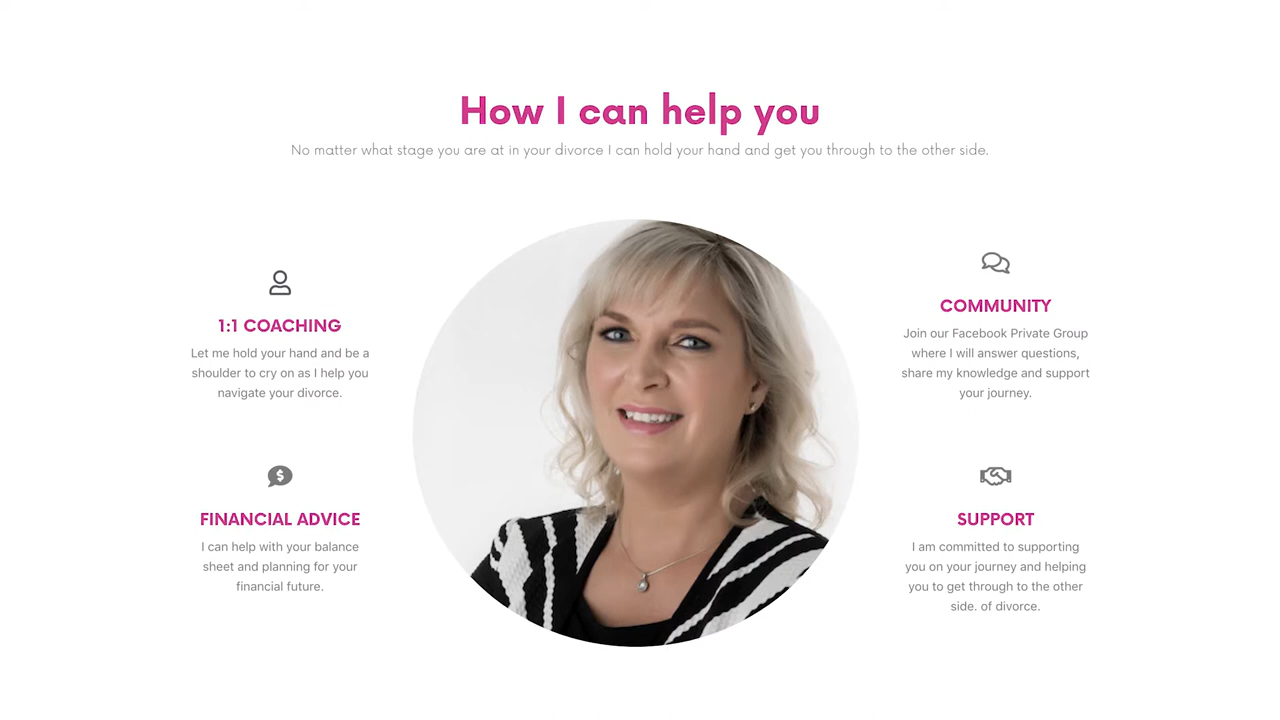 How I can help you
No matter what stage you are at in your divorce I can hold your hand and get you through to the other side.
1:1 COACHING
Let me hold your hand and be a
shoulder to cry on as I help you
navigate your divorce.
FINANCIAL ADVICE
I can help with your balance
sheet and planning for your
financial future.
COMMUNITY
Join our Facebook Private Group
where I will answer questions,
share my knowledge and support
your journey.
SUPPORT
I am committed to supporting
you on your journey and helping
you to get through to the other
side. of divorce.